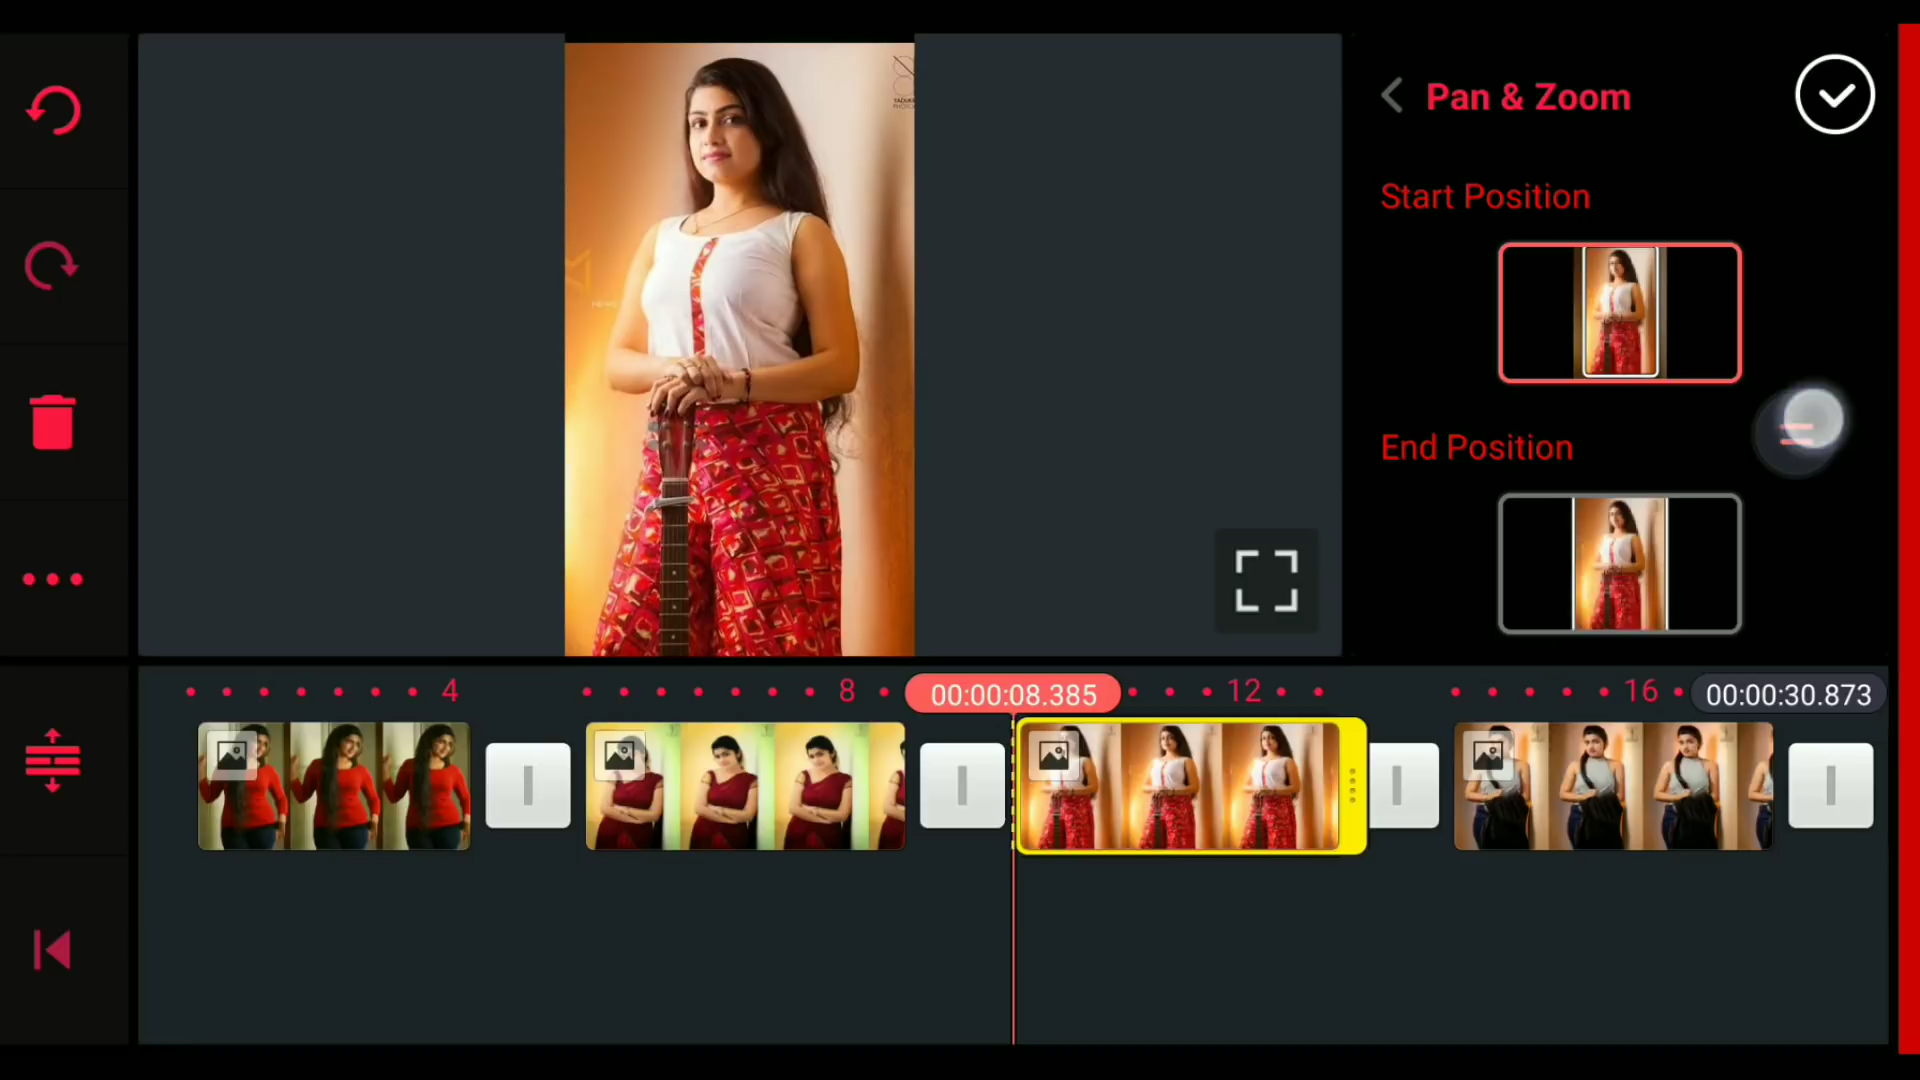 Pan & Zoom
Start Position
End Position
4
8
00:00:08.385
12
16
00:00:30.873